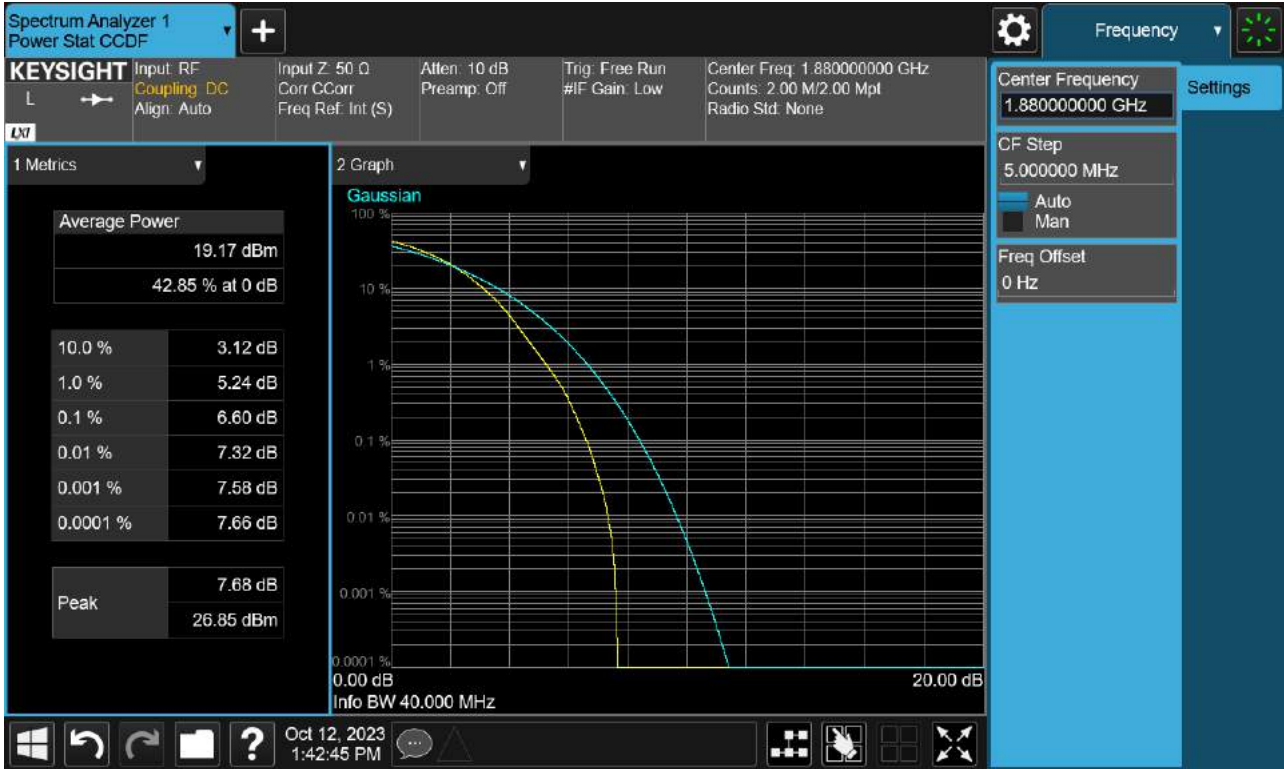 Spectrum Analyzer 1
Power Stat CCDF
Frequency
KEYSIGHT
L
LXI
Input: RF
Coupling: DC
Align: Auto
Input Z: 50 Ω
Corr CCorr
Freq Ref: Int (S)
Atten: 10 dB
Preamp: Off
Trig: Free Run
#IF Gain: Low
Center Freq: 1.880000000 GHz
Counts: 2.00 M/2.00 Mpt
Radio Std: None
Center Frequency
1.880000000 GHz
Settings
CF Step
5.000000 MHz
Auto
Man
Freq Offset
0 Hz
1 Metrics
Average Power
19.17 dBm
42.85 % at 0 dB
10.0 % 3.12 dB
1.0 % 5.24 dB
0.1 % 6.60 dB
0.01 % 7.32 dB
0.001 % 7.58 dB
0.0001 % 7.66 dB
Peak
7.68 dB
26.85 dBm
2 Graph
Gaussian
100 %
10 %
1 %
0.1 %
0.01 %
0.001 %
0.0001 %
0.00 dB 20.00 dB
Info BW 40.000 MHz
?
Oct 12, 2023
1:42:45 PM